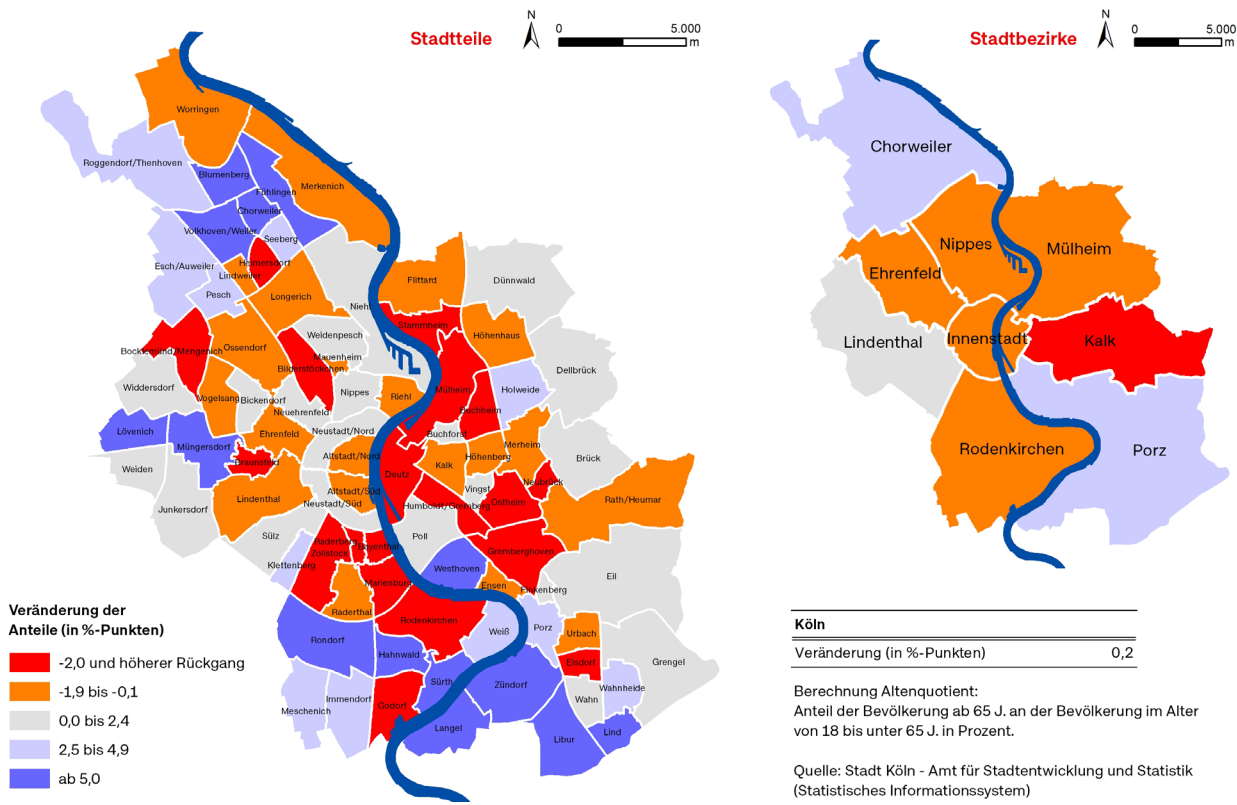 Stadtteile
N
0
5.000
m
Worringen
Roggendorf/Thenhoven
Blumenberg
Merkenich
Fühlingen
Chorweiler
Volkhoven/Weiler
Seeberg
Esch/Auweiler
Heimersdorf
Lindweiler
Pesch
Longerich
Flittard
Dünnwald
Niehl
Stammheim
Weidenpesch
Höhenhaus
Bocklemünd/Mengenich
Ossendorf
Mauenheim
Bilderstöckchen
Dellbrück
Widdersdorf
Vogelsang
Bickendorf
Nippes
Riehl
Mülheim
Holweide
Buchheim
Neuehrenfeld
Lövenich
Müngersdorf
Ehrenfeld
Neustadt/Nord
Buchforst
Merheim
Brück
Altstadt/Nord
Höhenberg
Weiden
Braunsfeld
Kalk
Deutz
Neubrück
Vingst
Altstadt/Süd
Lindenthal
Neustadt/Süd
Humboldt/Gremberg
Ostheim
Rath/Heumar
Junkersdorf
Sülz
Poll
Raderberg
Zollstock
Bayenthal
Gremberghoven
Klettenberg
Westhoven
Eil
Marienburg
Ensen
Finkenberg
Raderthal
Rodenkirchen
Weiß
Porz
Urbach
Rondorf
Hahnwald
Elsdorf
Grengel
Sürth
Zündorf
Wahnheide
Wahn
Immendorf
Meschenich
Godorf
Langel
Libur
Lind
Veränderung der
Anteile (in %-Punkten)
-2,0 und höherer Rückgang
-1,9 bis -0,1
0,0 bis 2,4
2,5 bis 4,9
ab 5,0
Stadtbezirke
N
0
5.000
m
Chorweiler
Nippes
Mülheim
Ehrenfeld
Innenstadt
Lindenthal
Kalk
Rodenkirchen
Porz
Köln
Veränderung (in %-Punkten) 0,2
Berechnung Altenquotient:
Anteil der Bevölkerung ab 65 J. an der Bevölkerung im Alter
von 18 bis unter 65 J. in Prozent.
Quelle: Stadt Köln - Amt für Stadtentwicklung und Statistik
(Statistisches Informationssystem)